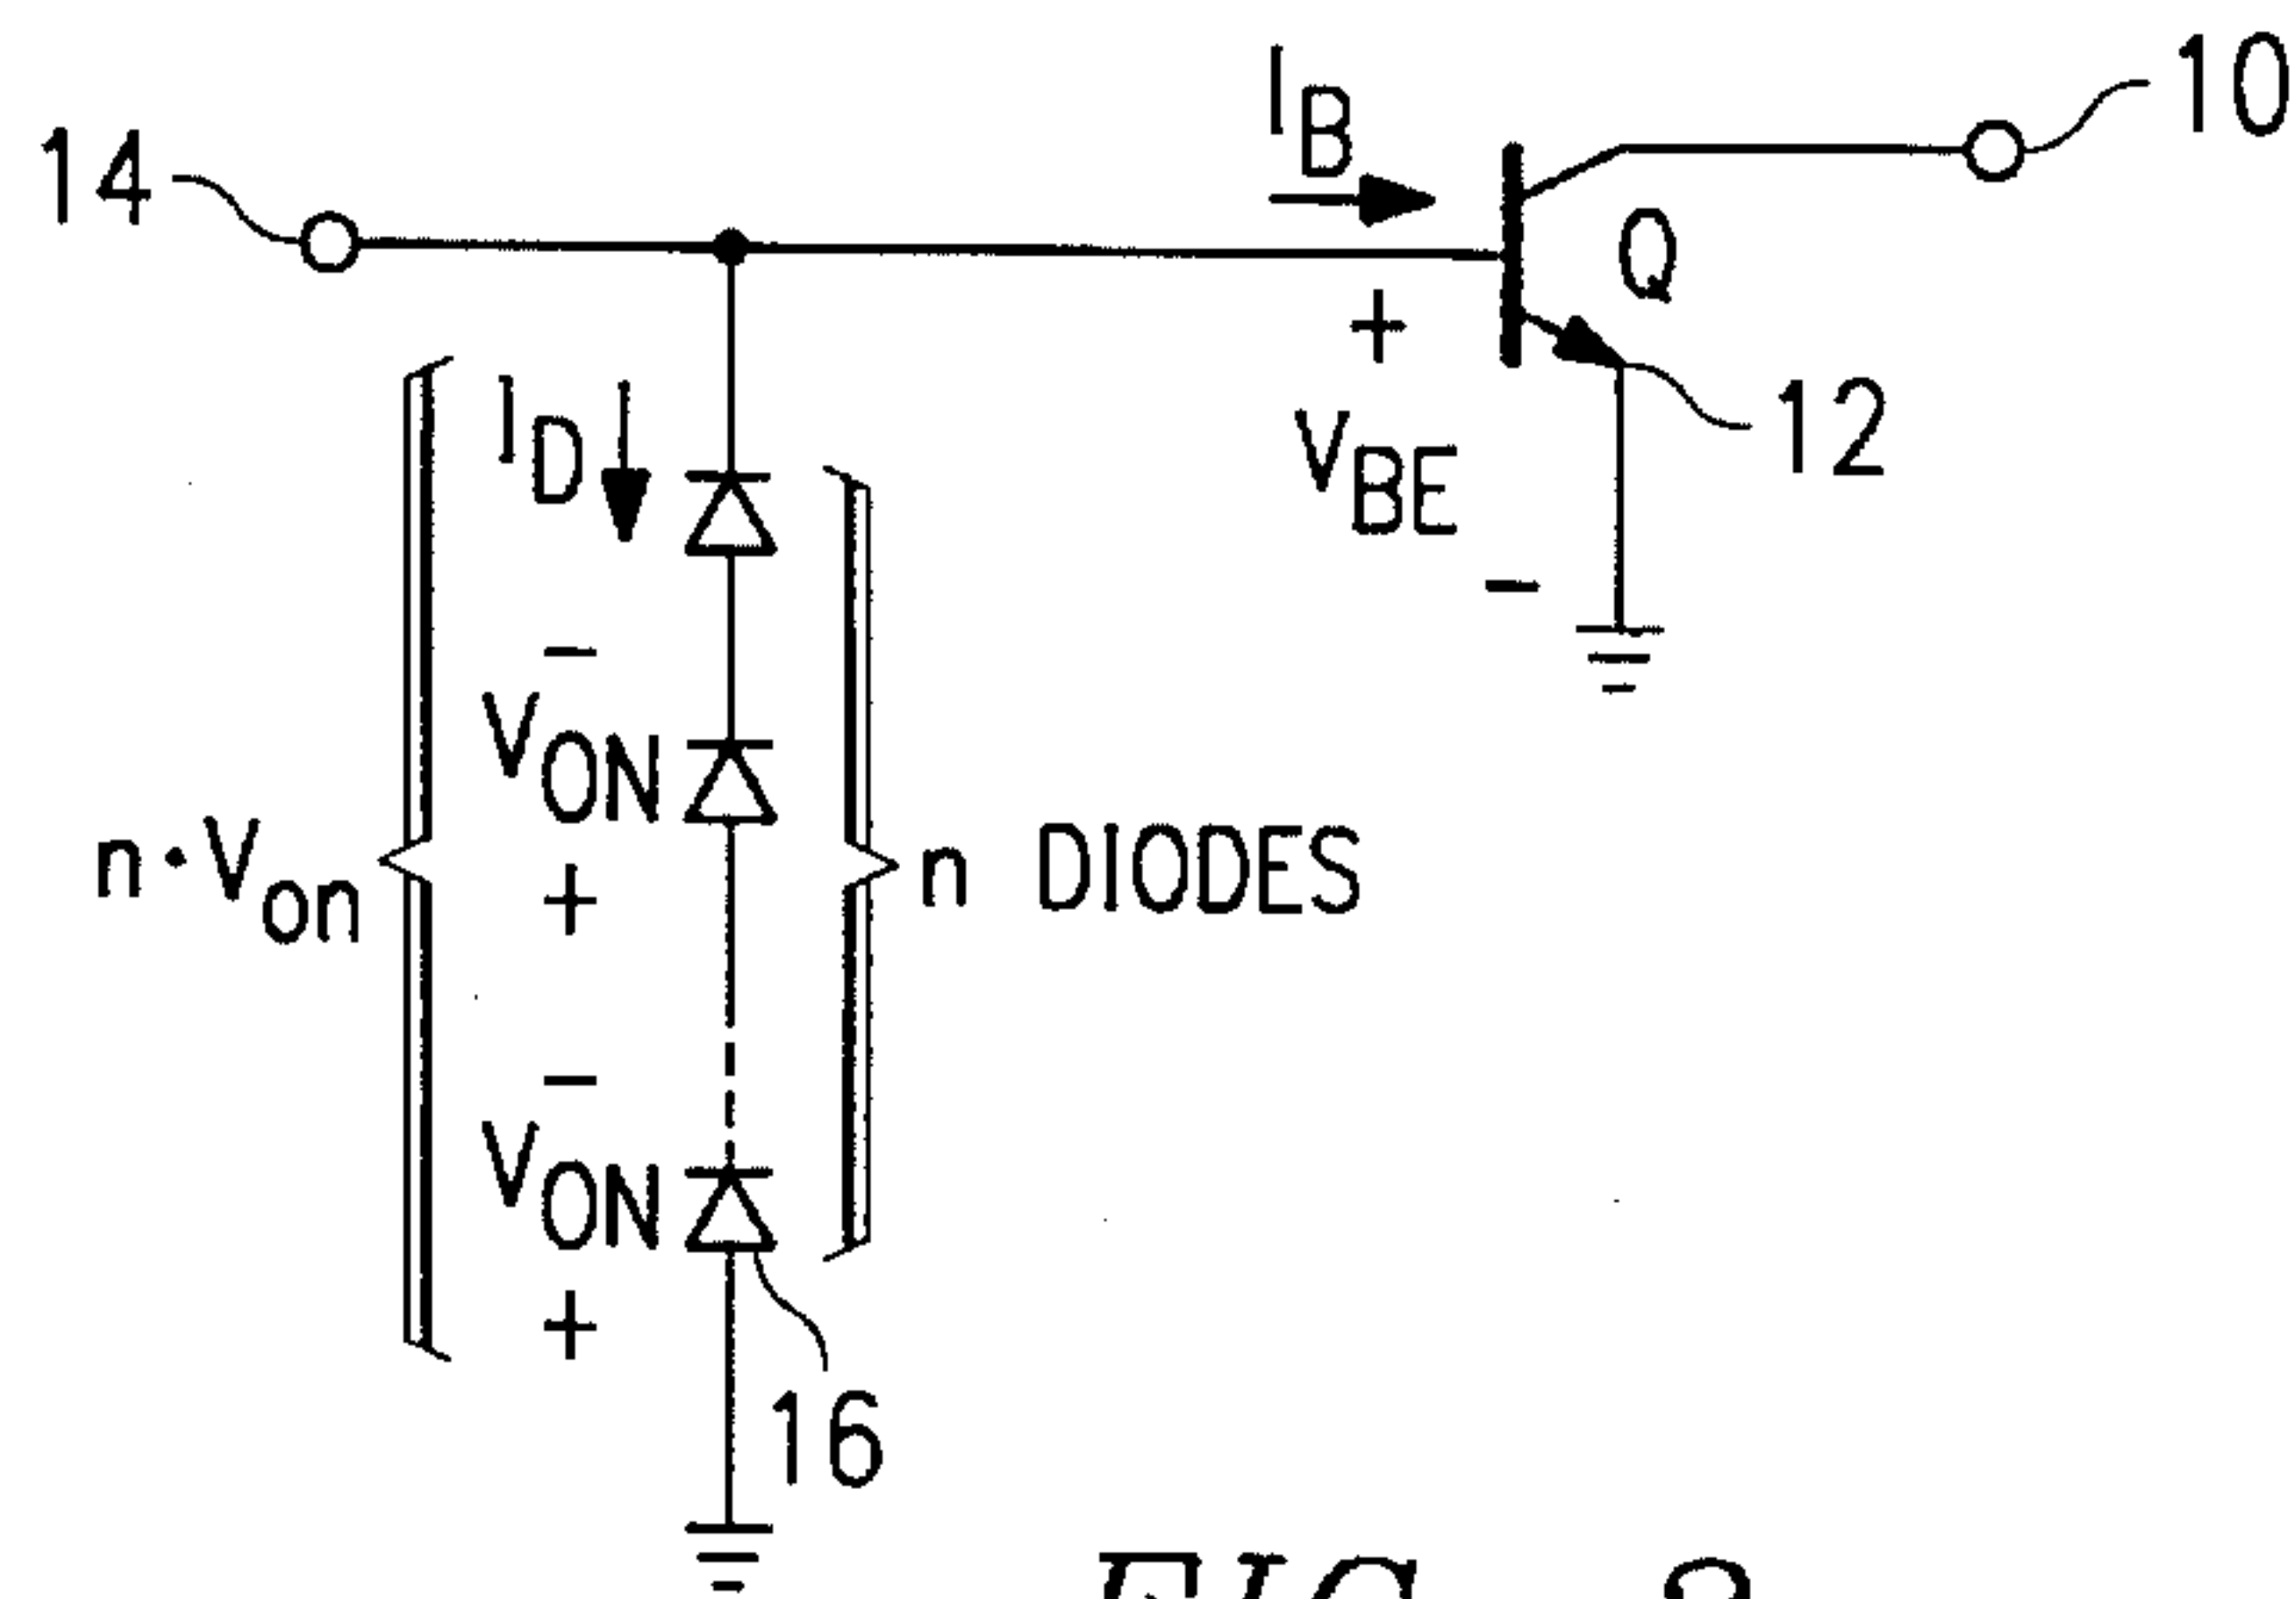 10
I_B
14
Q
I_D
+
12
V_BE
-
-
V_ON
n·V_on
n DIODES
+
-
V_ON
+
16